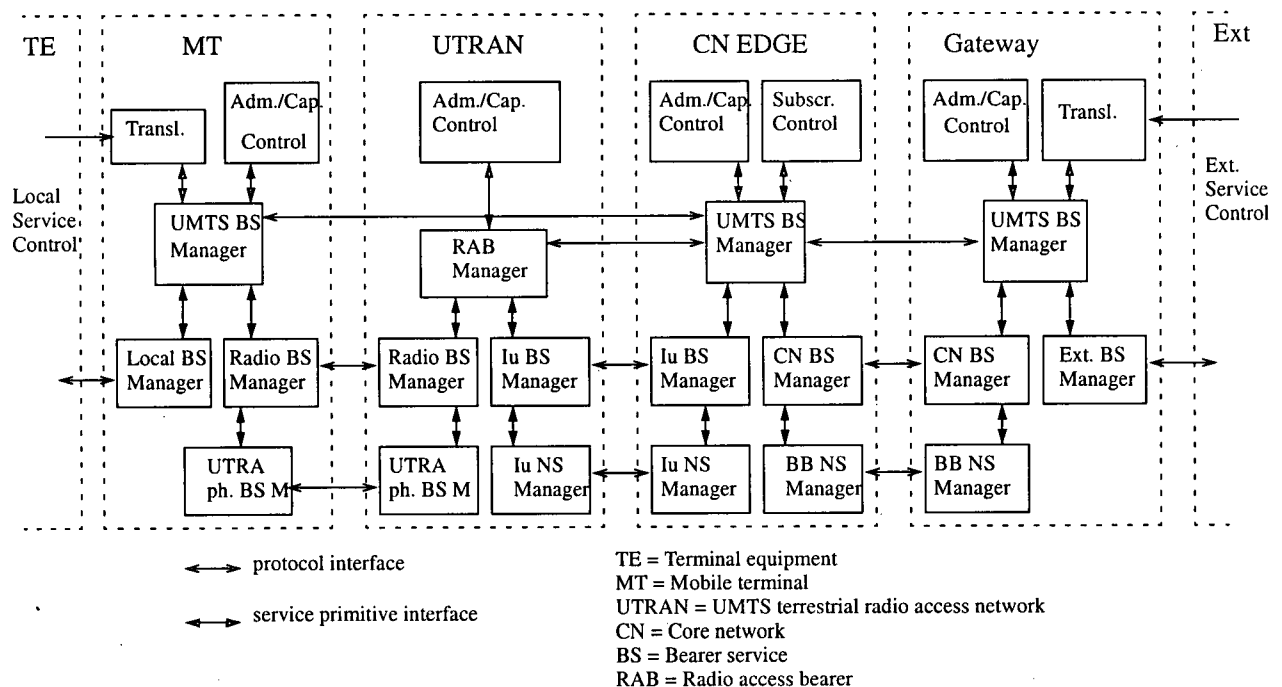 TE
MT
UTRAN
CN EDGE
Gateway
Ext
Transl.
Adm./Cap.
Control
Adm./Cap.
Control
Adm./Cap.
Control
Subscr.
Control
Adm./Cap.
Control
Transl.
Local
Service
Control
Ext.
Service
Control
UMTS BS
Manager
RAB
Manager
UMTS BS
Manager
UMTS BS
Manager
Local BS
Manager
Radio BS
Manager
Radio BS
Manager
Iu BS
Manager
Iu BS
Manager
CN BS
Manager
CN BS
Manager
Ext. BS
Manager
UTRA
ph. BS M
UTRA
ph. BS M
Iu NS
Manager
Iu NS
Manager
BB NS
Manager
BB NS
Manager
protocol interface
service primitive interface
TE = Terminal equipment
MT = Mobile terminal
UTRAN = UMTS terrestrial radio access network
CN = Core network
BS = Bearer service
RAB = Radio access bearer